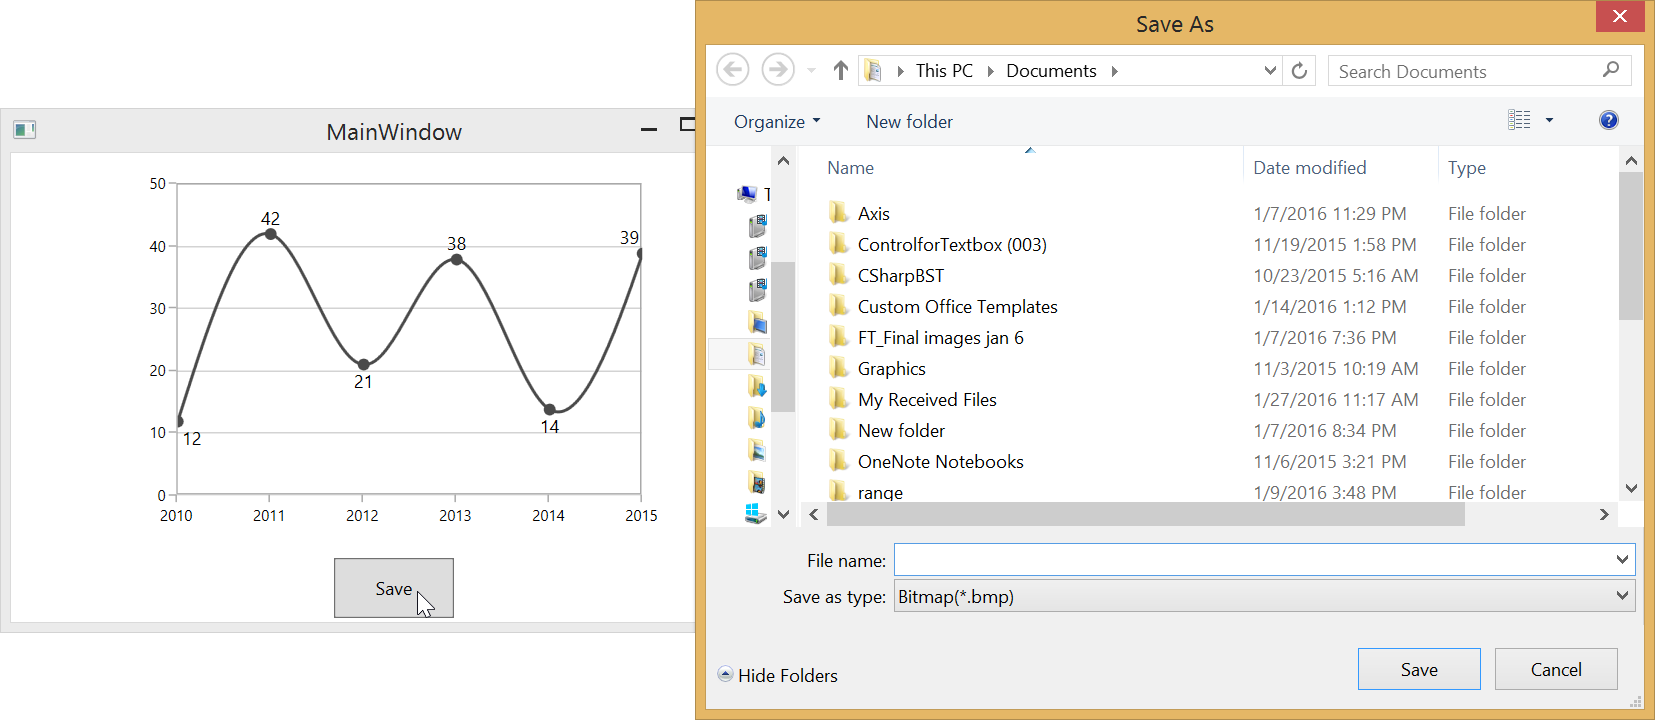 MainWindow
50
42
38
39
40
30
21
20
14
12
10
0
2010 2011 2012 2013 2014 2015
Save
Save As
This PC Documents
Search Documents
Organize New folder
Name Date modified Type
Axis 1/7/2016 11:29 PM File folder
ControlforTextbox (003) 11/19/2015 1:58 PM File folder
CSharpBST 10/23/2015 5:16 AM File folder
Custom Office Templates 1/14/2016 1:12 PM File folder
FT_Final images jan 6 1/7/2016 7:36 PM File folder
Graphics 11/3/2015 10:19 AM File folder
My Received Files 1/27/2016 11:17 AM File folder
New folder 1/7/2016 8:34 PM File folder
OneNote Notebooks 11/6/2015 3:21 PM File folder
range 1/9/2016 3:48 PM File folder
File name:
Save as type: Bitmap(*.bmp)
Hide Folders
Save Cancel